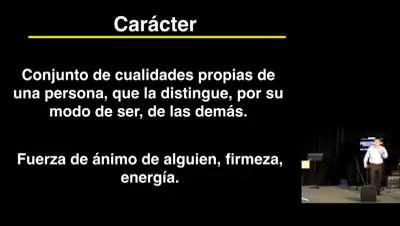 Carácter
Conjunto de cualidades propias de
una persona, que la distingue, por su
modo de ser, de las demás.
Fuerza de ánimo de alguien, firmeza,
energía.